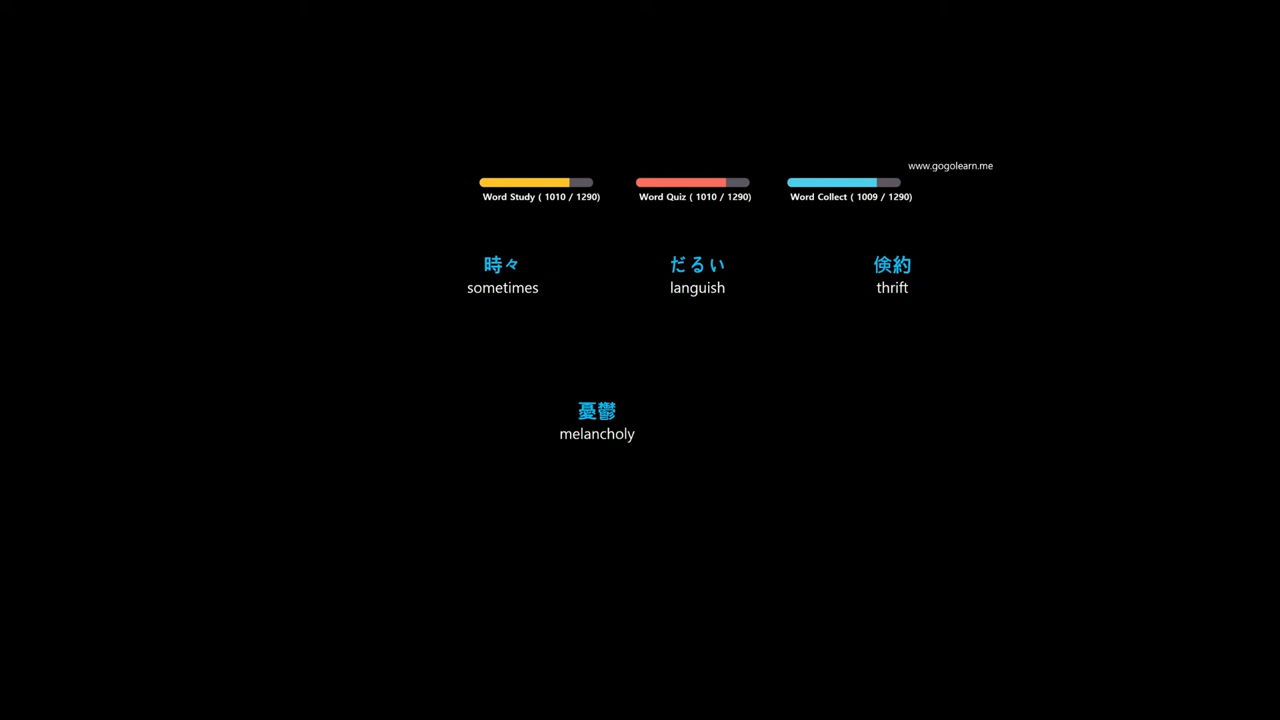 www.gogolearn.me
Word Study ( 1010 / 1290)
Word Quiz ( 1010 / 1290)
Word Collect ( 1009 / 1290)
時々
sometimes
だるい
languish
倹約
thrift
憂鬱
melancholy